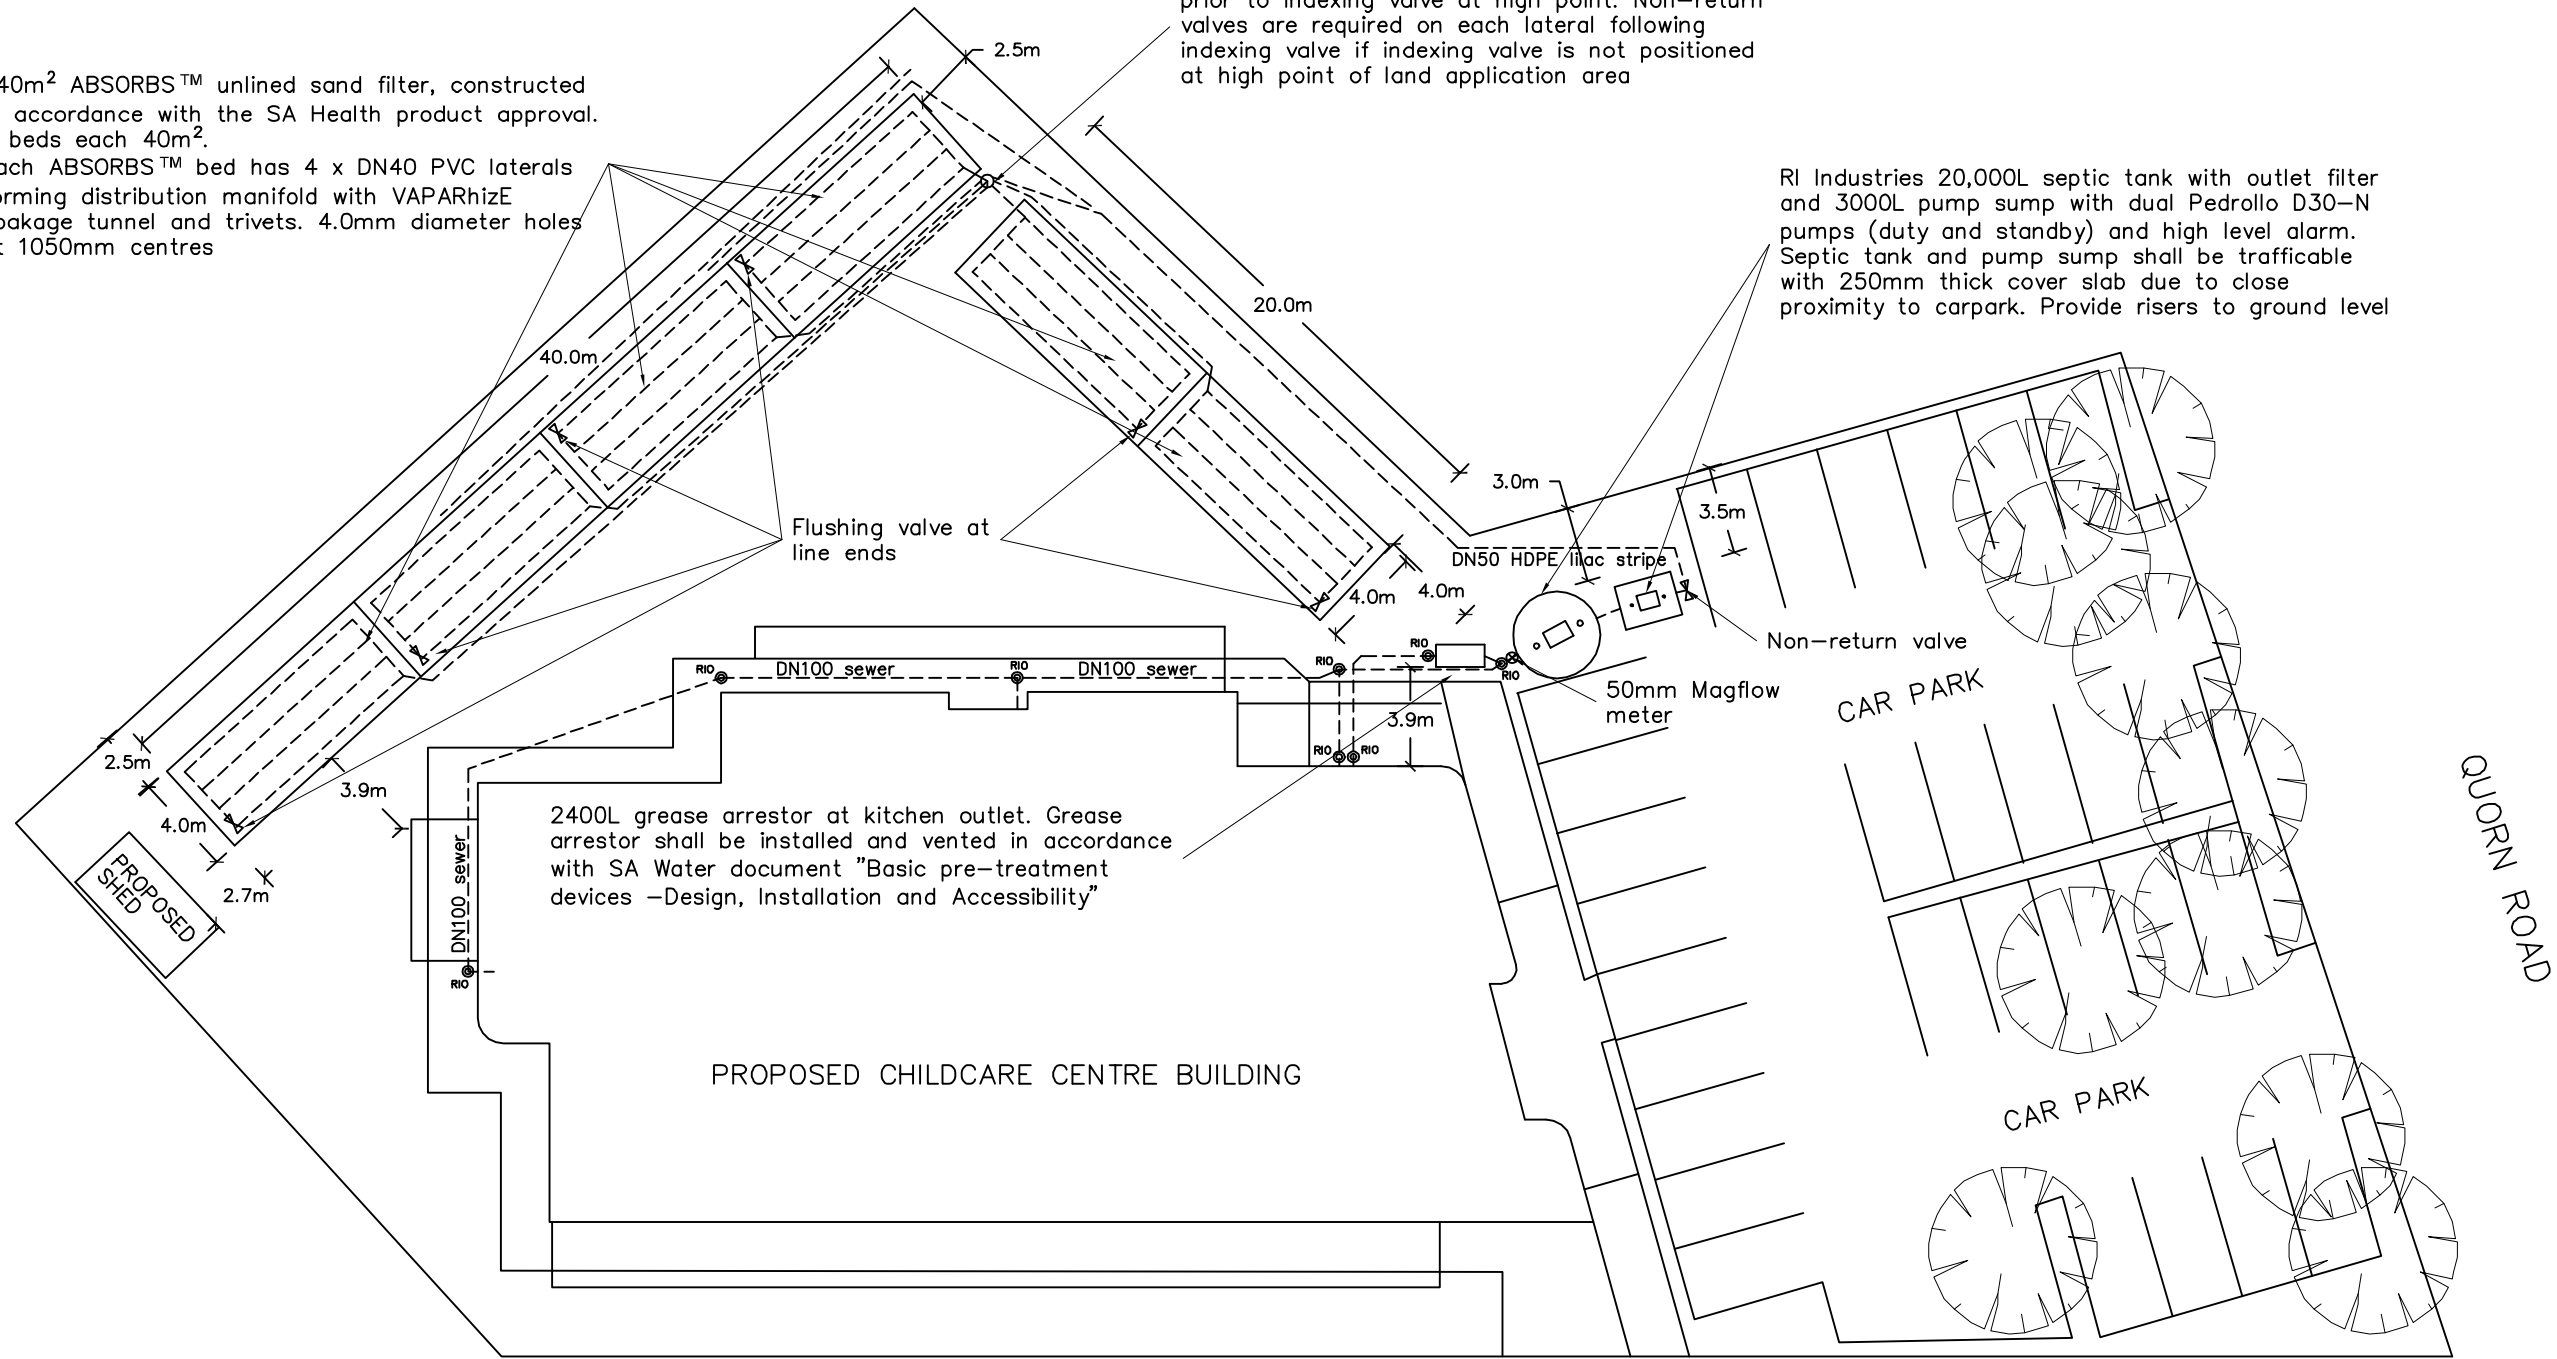 prior to indexing valve at high point. Non-return
valves are required on each lateral following
indexing valve if indexing valve is not positioned
at high point of land application area
2.5m
40m² ABSORBS™ unlined sand filter, constructed
accordance with the SA Health product approval.
beds each 40m².
ach ABSORBS™ bed has 4 x DN40 PVC laterals
orming distribution manifold with VAPARhizE
oakage tunnel and trivets. 4.0mm diameter holes
t 1050mm centres
RI Industries 20,000L septic tank with outlet filter
and 3000L pump sump with dual Pedrollo D30-N
pumps (duty and standby) and high level alarm.
Septic tank and pump sump shall be trafficable
with 250mm thick cover slab due to close
proximity to carpark. Provide risers to ground level
20.0m
40.0m
3.0m
3.5m
Flushing valve at
line ends
DN50 HDPE lilac stripe
4.0m
4.0m
Non-return valve
RIO
DN100 sewer
RIO
DN100 sewer
RIO
RIO
RIO
50mm Magflow
meter
CAR PARK
3.9m
RIO
RIO
2.5m
3.9m
4.0m
2.7m
PROPOSED
SHED
DN100 sewer
RIO
2400L grease arrestor at kitchen outlet. Grease
arrestor shall be installed and vented in accordance
with SA Water document "Basic pre-treatment
devices -Design, Installation and Accessibility"
QUORN ROAD
PROPOSED CHILDCARE CENTRE BUILDING
CAR PARK